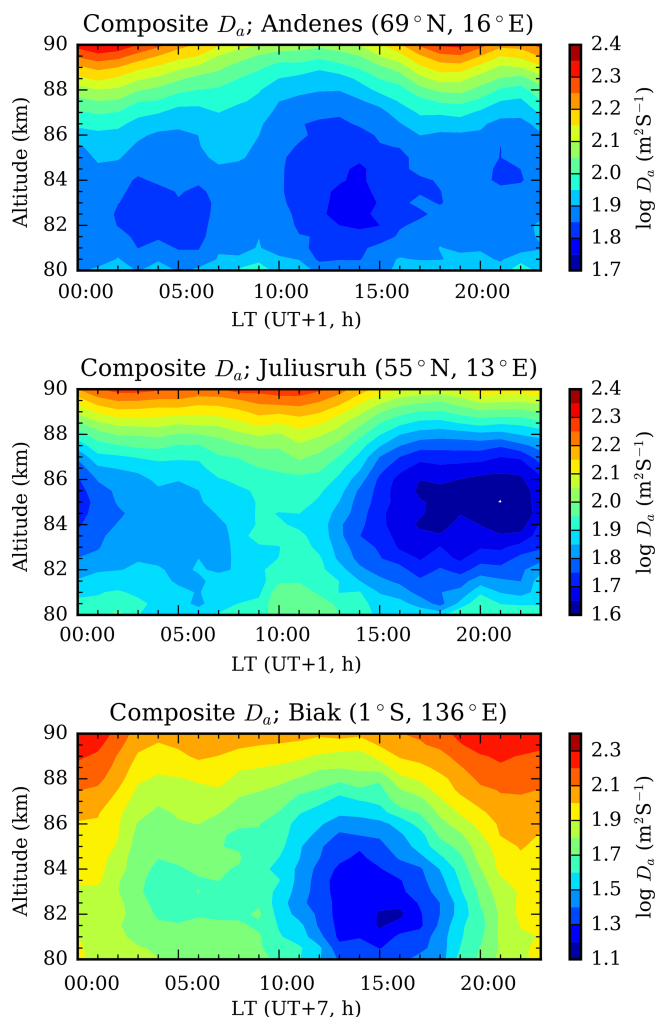 Composite Da; Andenes (69°N, 16°E)
90
88
86
84
82
80
Altitude (km)
00:00 05:00 10:00 15:00 20:00
LT (UT+1, h)
2.4
2.3
2.2
2.1
2.0
1.9
1.8
1.7
log Da (m²S⁻¹)
Composite Da; Juliusruh (55°N, 13°E)
90
88
86
84
82
80
Altitude (km)
00:00 05:00 10:00 15:00 20:00
LT (UT+1, h)
2.4
2.3
2.2
2.1
2.0
1.9
1.8
1.7
1.6
log Da (m²S⁻¹)
Composite Da; Biak (1°S, 136°E)
90
88
86
84
82
80
Altitude (km)
00:00 05:00 10:00 15:00 20:00
LT (UT+7, h)
2.3
2.1
1.9
1.7
1.5
1.3
1.1
log Da (m²S⁻¹)